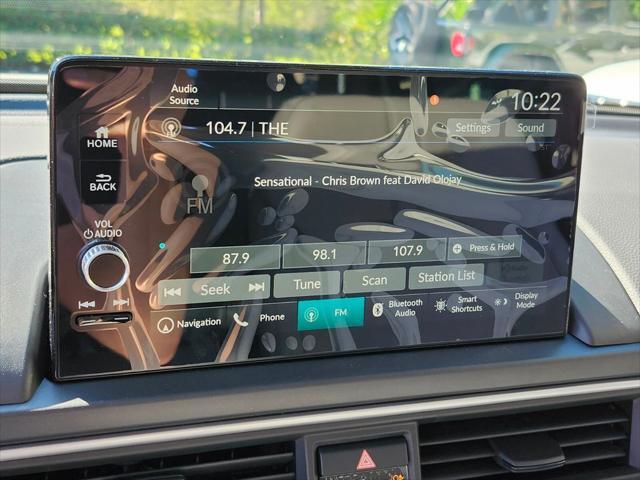 Audio
Source
10:22
HOME
104.7 | THE
Settings
Sound
BACK
Sensational - Chris Brown feat David Olojay
FM
VOL
AUDIO
87.9
98.1
107.9
Press & Hold
Seek
Tune
Scan
Station List
Navigation
Phone
FM
Bluetooth
Audio
Smart
Shortcuts
Display
Mode